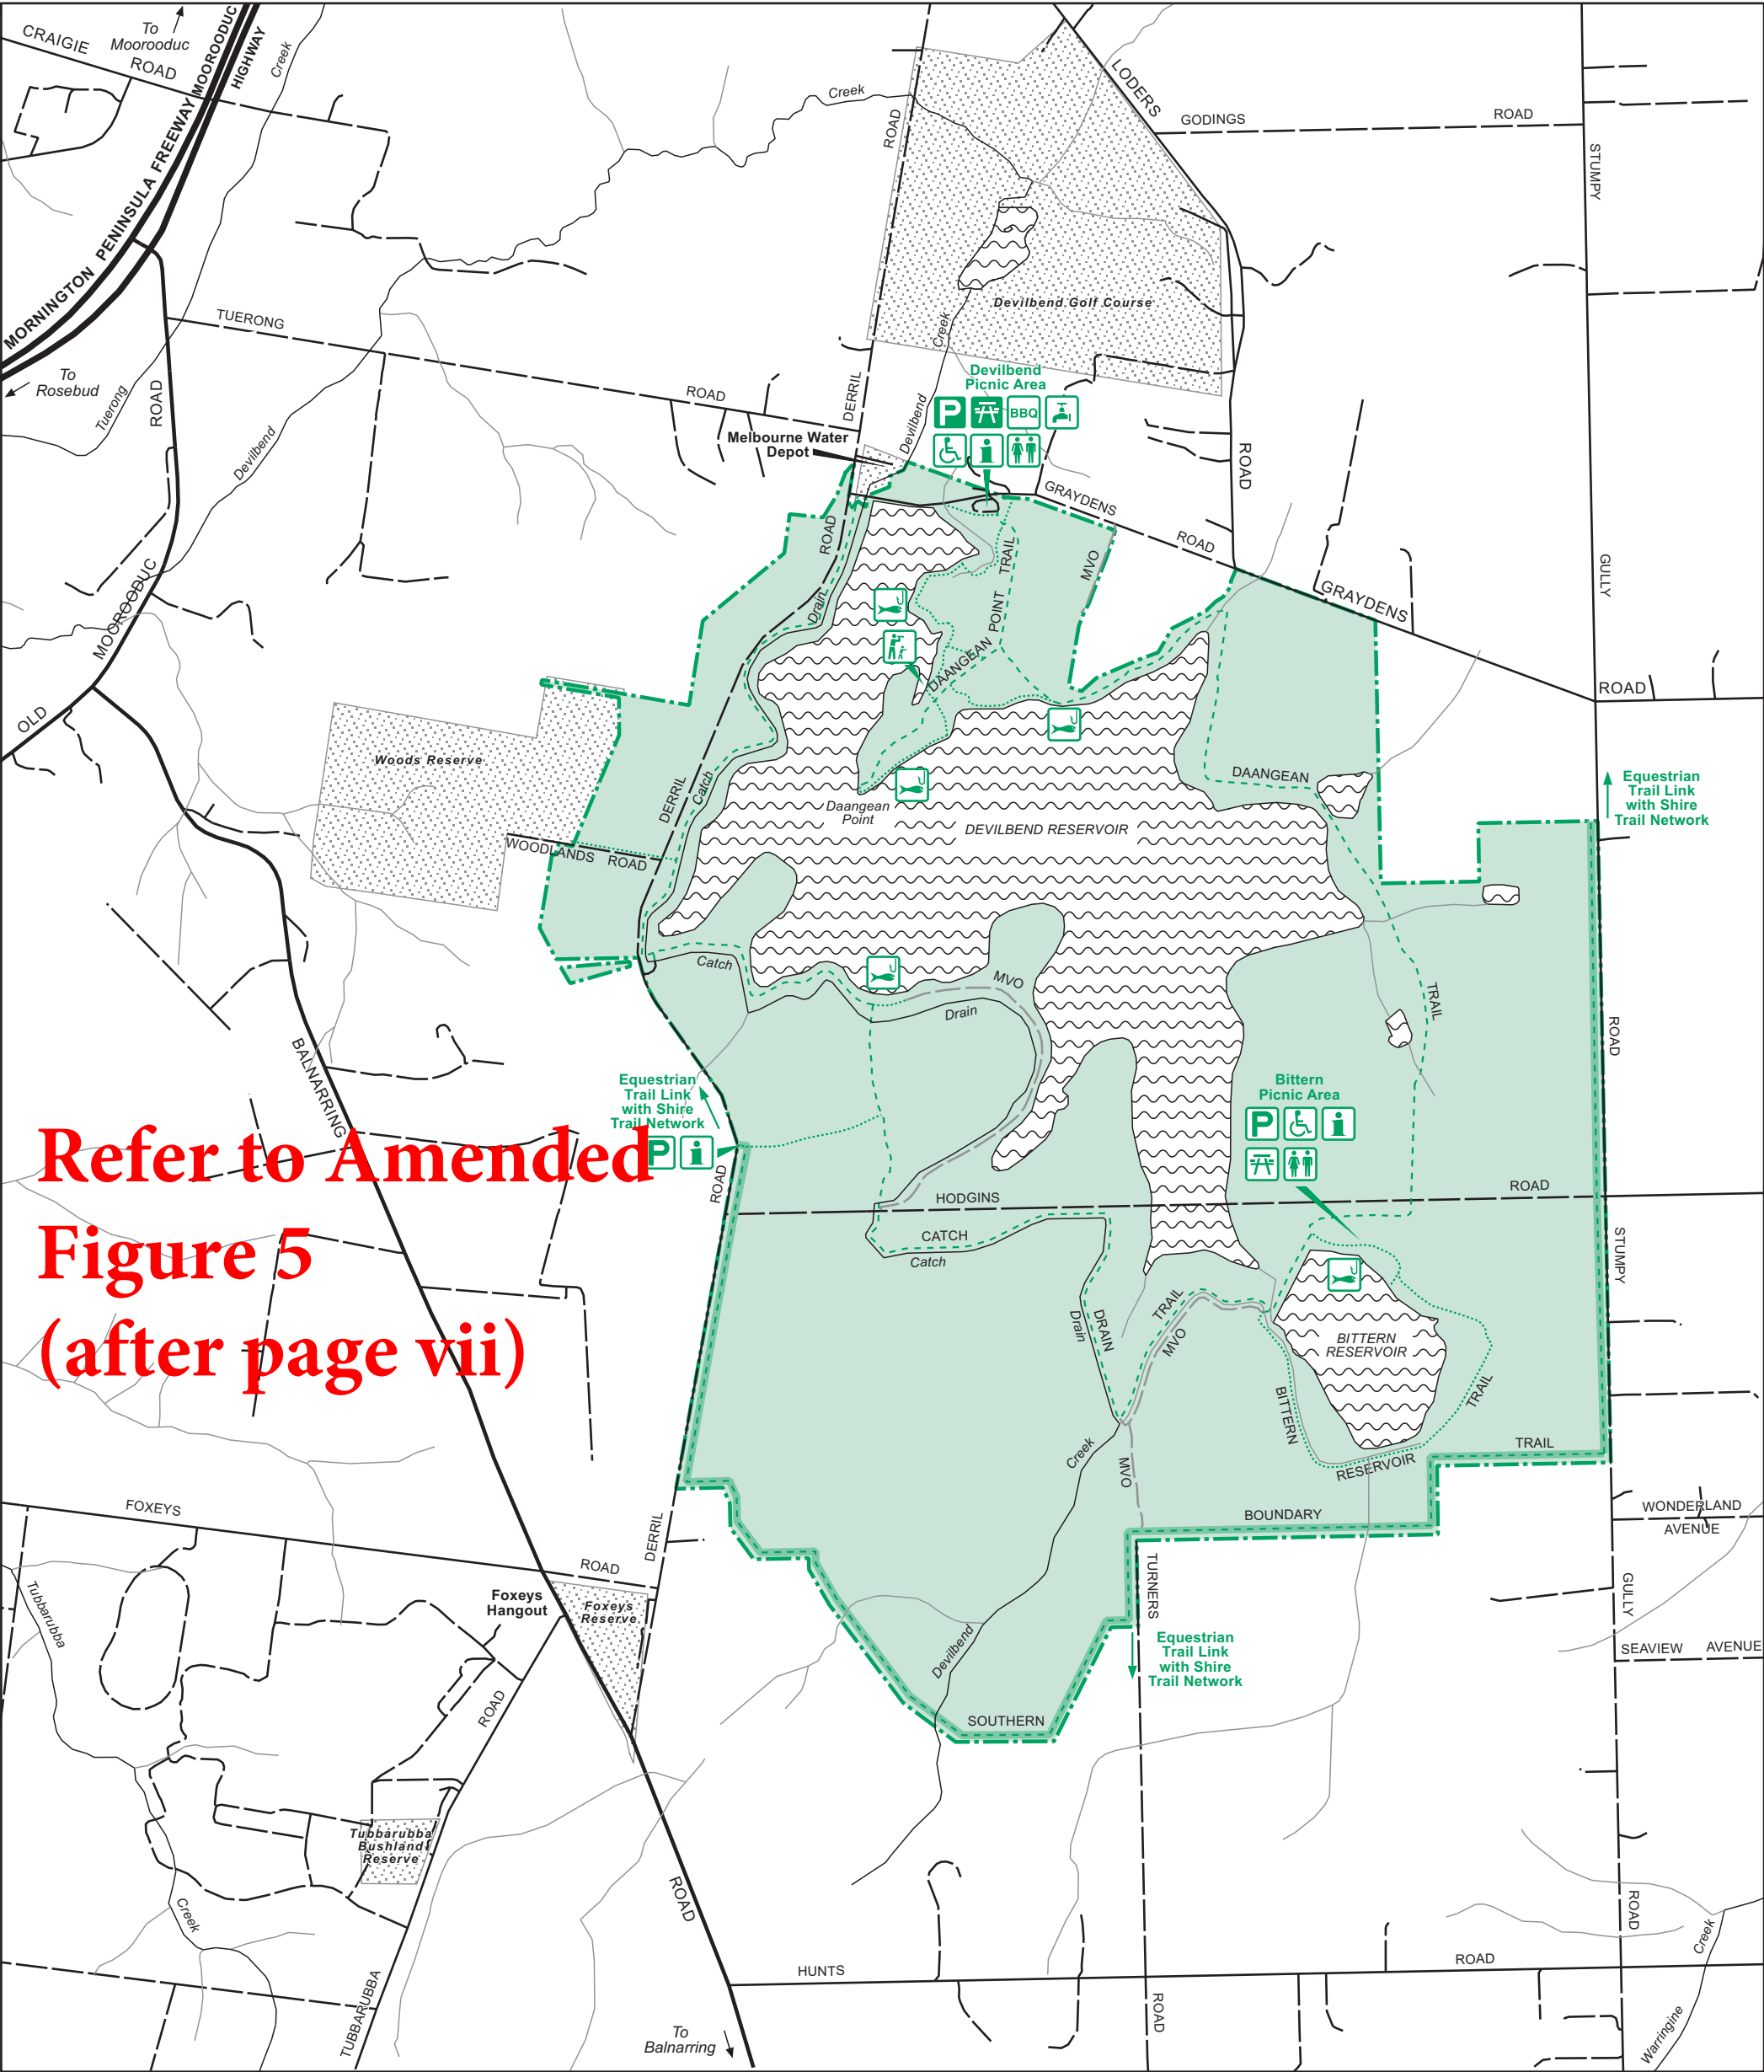 To
Moorooduc
CRAIGIE
ROAD
MOORODUC
HIGHWAY
Creek
MORNINGTON PENINSULA FREEWAY
To
Rosebud
Tuerong
ROAD
Devilbend
TUERONG
ROAD
Creek
ROAD
LODERS
GODINGS
ROAD
STUMPY
Devilbend Golf Course
Creek
Devilbend
DERRIL
Devilbend
Picnic Area
P
BBQ
i
Melbourne Water
Depot
GRAYDENS
ROAD
ROAD
GRAYDENS
ROAD
GULLY
MOOROODUC
OLD
ROAD
Drain
TRAIL
POINT
DAANGEAN
MVO
Woods Reserve
DERRIL
Catch
WOODLANDS ROAD
Daangean
Point
DEVILBEND RESERVOIR
DAANGEAN
TRAIL
Equestrian
Trail Link
with Shire
Trail Network
ROAD
Catch
Drain
MVO
BALNARRING
Equestrian
Trail Link
with Shire
Trail Network
P
i
ROAD
Bittern
Picnic Area
P
i
HODGINS
ROAD
CATCH
Catch
Drain
DRAIN
TRAIL
MVO
STUMPY
BITTERN
RESERVOIR
BITTERN
RESERVOIR
TRAIL
TRAIL
Refer to Amended
Figure 5
(after page vii)
Creek
MVO
BOUNDARY
WONDERLAND
AVENUE
FOXEYS
ROAD
DERRIL
Foxeys
Hangout
Foxeys
Reserve
TURNERS
GULLY
SEAVIEW AVENUE
Equestrian
Trail Link
with Shire
Trail Network
Devilbend
SOUTHERN
Tubbarubba
ROAD
Tubbarubba
Bushland
Reserve
Creek
TUBBARUBBA
ROAD
HUNTS
ROAD
ROAD
ROAD
Creek
Warringine
To
Balnarring